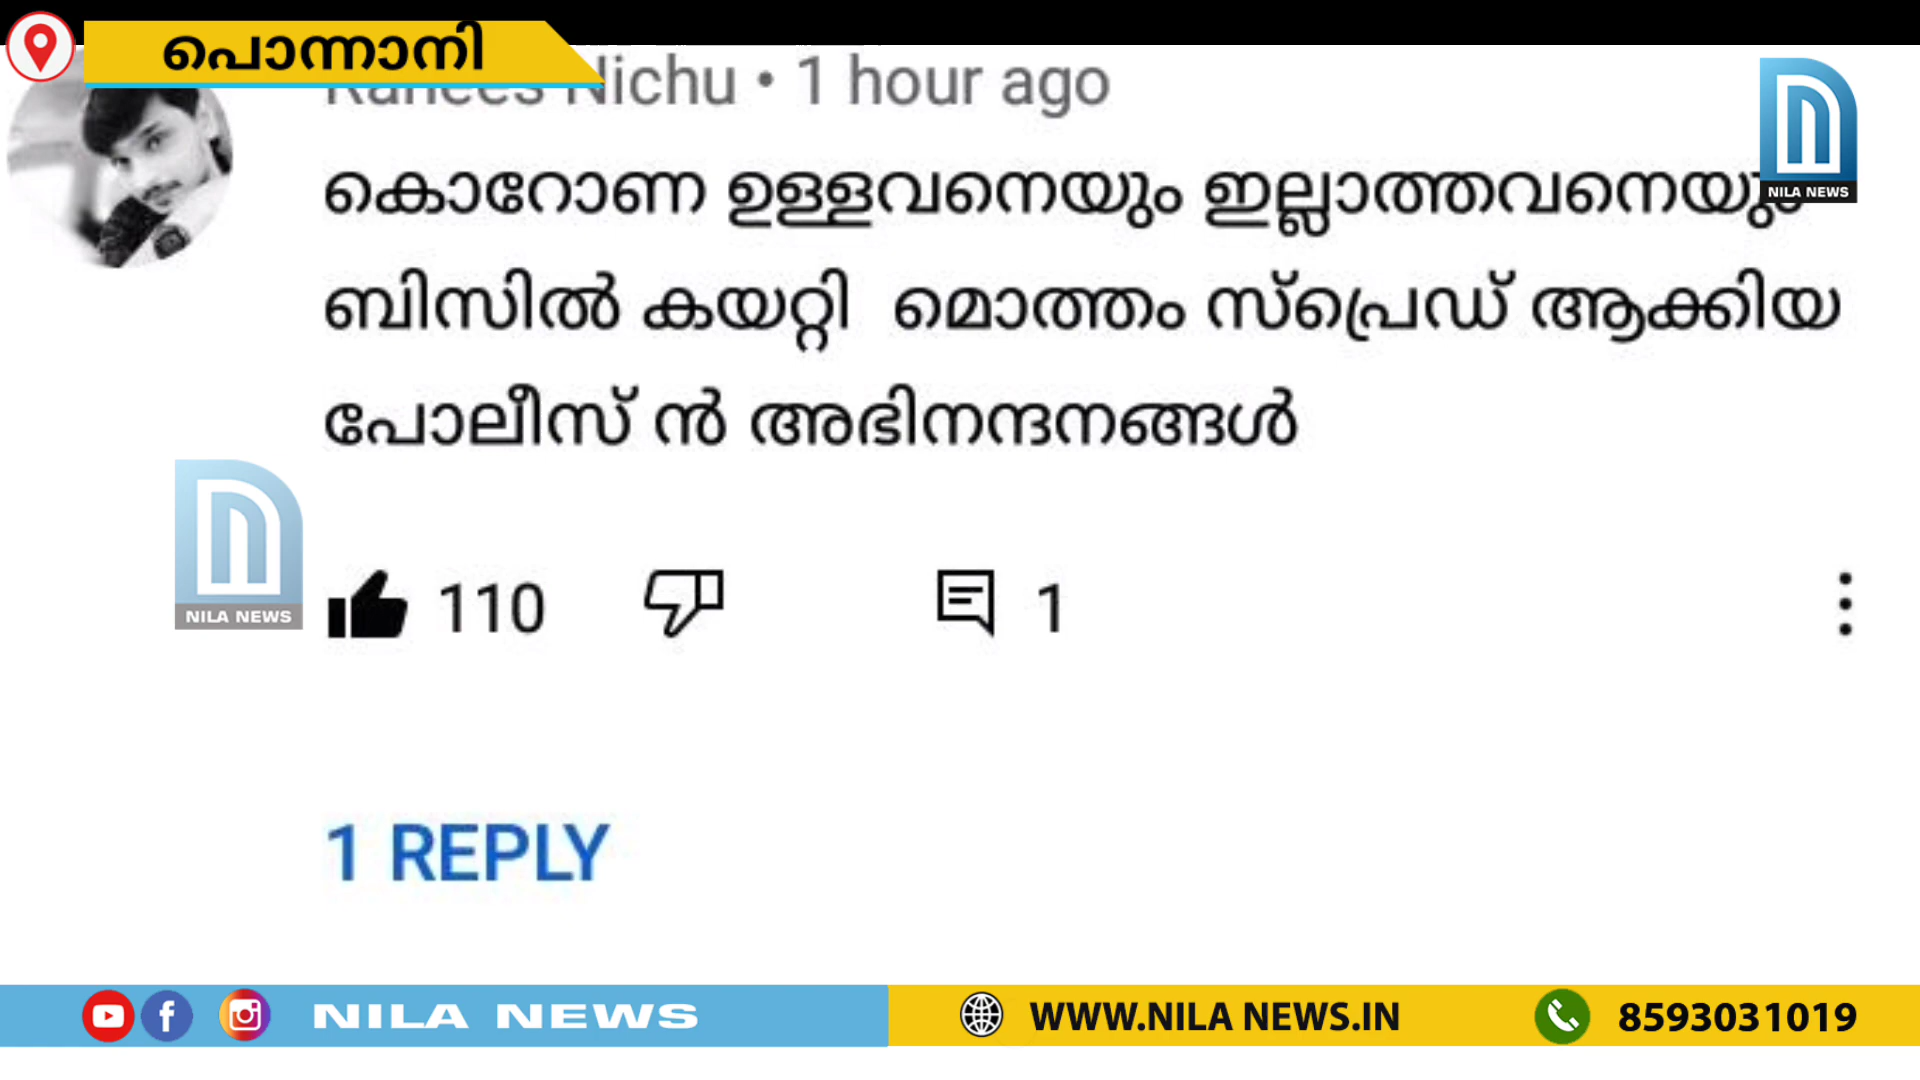 പൊന്നാനി
Nichu • 1 hour ago
കൊറോണ ഉള്ളവനെയും ഇല്ലാത്തവനെയും
ബിസിൽ കയറ്റി മൊത്തം സ്പ്രെഡ് ആക്കിയ
പോലീസ് ൻ അഭിനന്ദനങ്ങൾ
NILA NEWS
NILA NEWS
110
1
1 REPLY
NILA NEWS
WWW.NILA NEWS.IN
8593031019